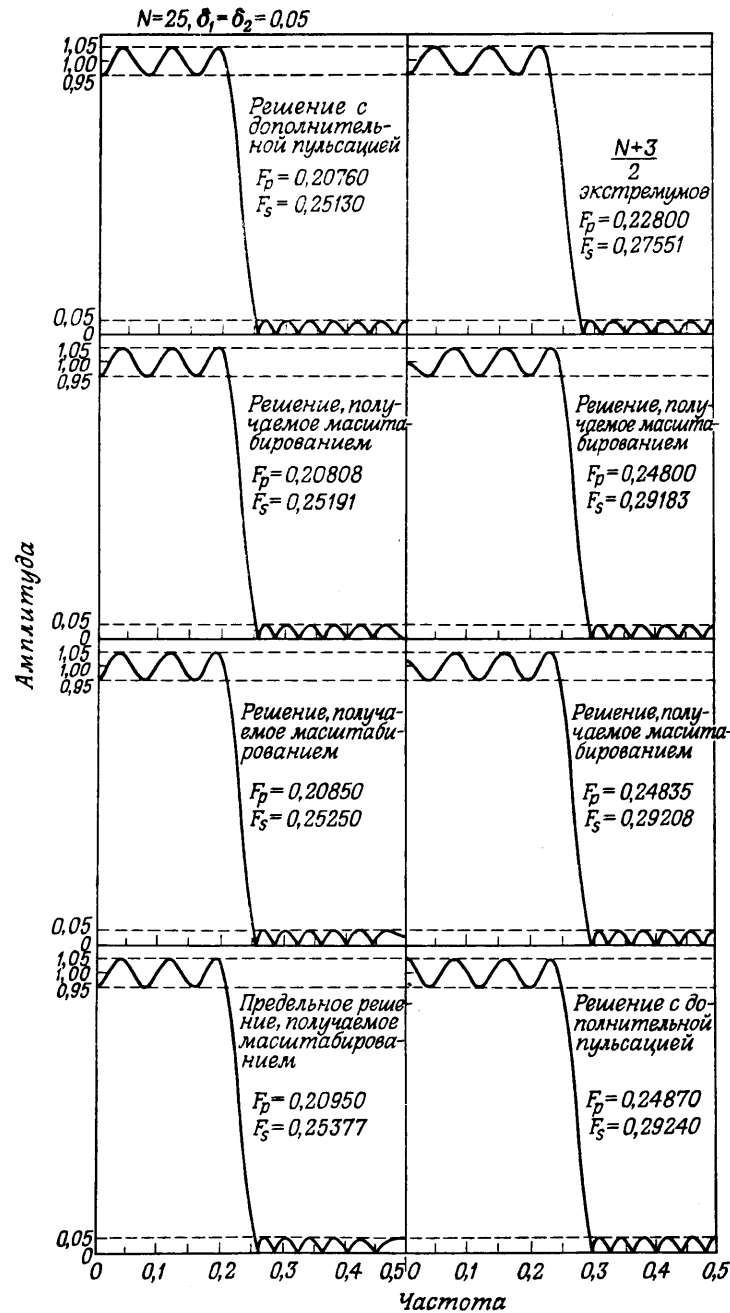 N=25, δ₁=δ₂=0,05
1,05
1,00
0,95
Решение с
дополнитель-
ной пульсацией
Fp=0,20760
Fs=0,25130
0,05
0
N+3
2
экстремумов
Fp=0,22800
Fs=0,27551
1,05
1,00
0,95
Решение, полу-
чаемое масшта-
бированием
Fp=0,20808
Fs=0,25191
0,05
0
Решение, полу-
чаемое масшта-
бированием
Fp=0,24800
Fs=0,29183
1,05
1,00
0,95
Решение, получа-
емое масштаби-
рованием
Fp=0,20850
Fs=0,25250
0,05
0
Решение, полу-
чаемое масшта-
бированием
Fp=0,24835
Fs=0,29208
1,05
1,00
0,95
Предельное реше-
ние, получаемое
масштабирова-
нием
Fp=0,20950
Fs=0,25377
0,05
0
Решение с до-
полнительной
пульсацией
Fp=0,24870
Fs=0,29240
0 0,1 0,2 0,3 0,4 0,5 0 0,1 0,2 0,3 0,4 0,5
Частота
Амплитуда